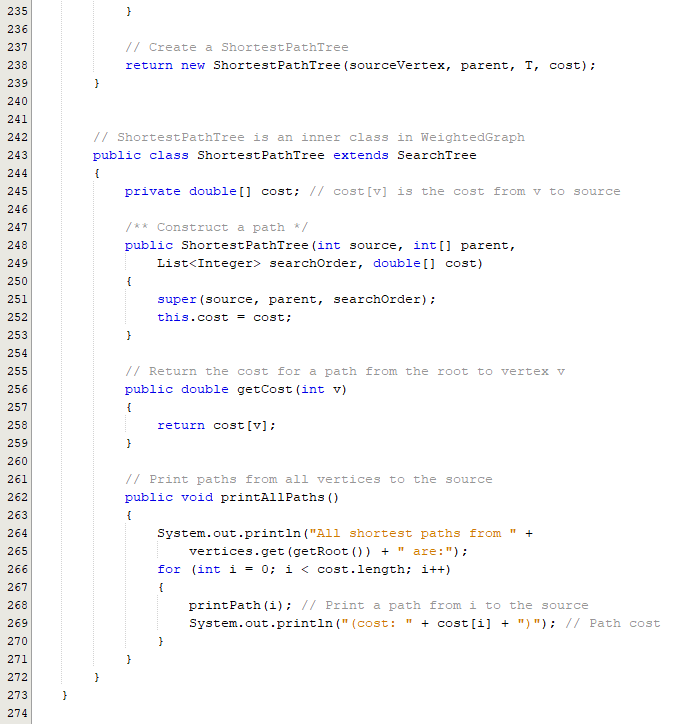 235             }
236
237             // Create a ShortestPathTree
238             return new ShortestPathTree(sourceVertex, parent, T, cost);
239         }
240
241
242         // ShortestPathTree is an inner class in WeightedGraph
243         public class ShortestPathTree extends SearchTree
244         {
245             private double[] cost; // cost[v] is the cost from v to source
246
247             /** Construct a path */
248             public ShortestPathTree(int source, int[] parent,
249                 List<Integer> searchOrder, double[] cost)
250             {
251                 super(source, parent, searchOrder);
252                 this.cost = cost;
253             }
254
255             // Return the cost for a path from the root to vertex v
256             public double getCost(int v)
257             {
258                 return cost[v];
259             }
260
261             // Print paths from all vertices to the source
262             public void printAllPaths()
263             {
264                 System.out.println("All shortest paths from " +
265                     vertices.get(getRoot()) + " are:");
266                 for (int i = 0; i < cost.length; i++)
267                 {
268                     printPath(i); // Print a path from i to the source
269                     System.out.println("(cost: " + cost[i] + ")"); // Path cost
270                 }
271             }
272         }
273     }
274